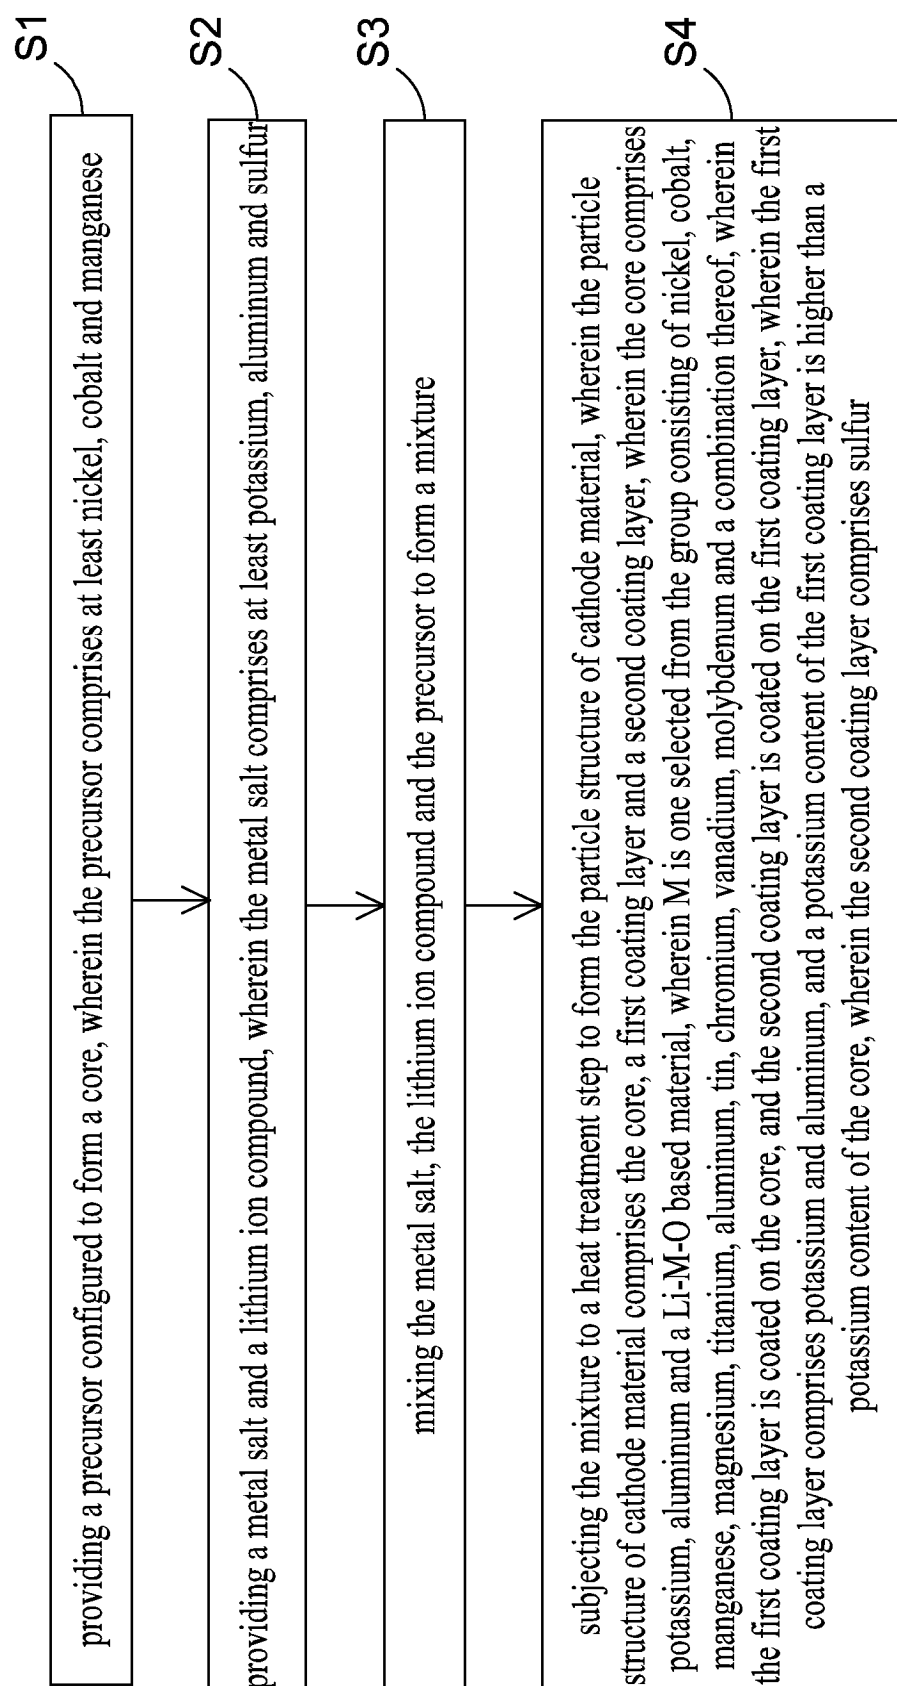 S1
providing a precursor configured to form a core, wherein the precursor comprises at least nickel, cobalt and manganese
S2
providing a metal salt and a lithium ion compound, wherein the metal salt comprises at least potassium, aluminum and sulfur
S3
mixing the metal salt, the lithium ion compound and the precursor to form a mixture
S4
subjecting the mixture to a heat treatment step to form the particle structure of cathode material, wherein the particle
structure of cathode material comprises the core, a first coating layer and a second coating layer, wherein the core comprises
potassium, aluminum and a Li-M-O based material, wherein M is one selected from the group consisting of nickel, cobalt,
manganese, magnesium, titanium, aluminum, tin, chromium, vanadium, molybdenum and a combination thereof, wherein
the first coating layer is coated on the core, and the second coating layer is coated on the first coating layer, wherein the first
coating layer comprises potassium and aluminum, and a potassium content of the first coating layer is higher than a
potassium content of the core, wherein the second coating layer comprises sulfur